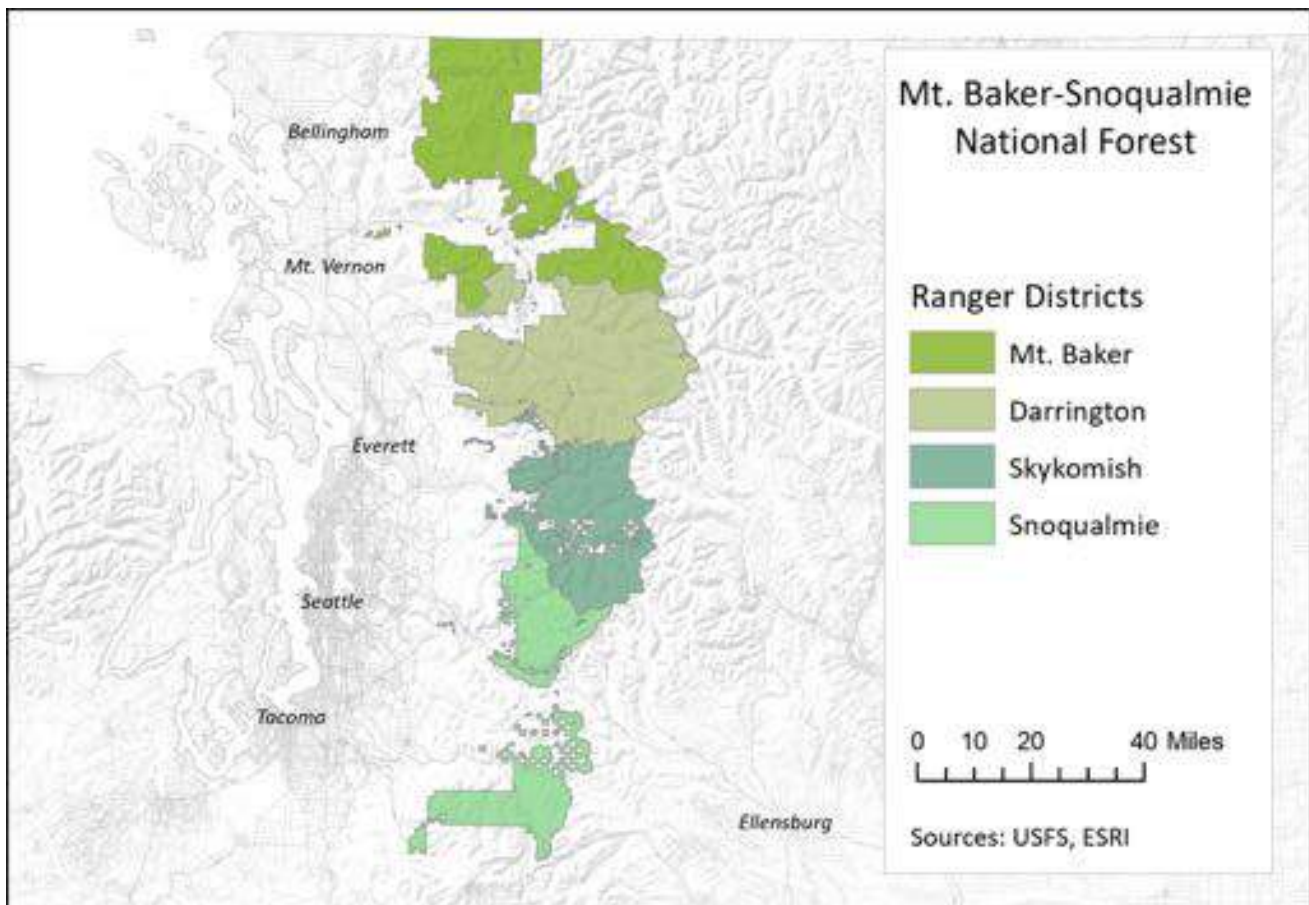 Mt. Baker-Snoqualmie
National Forest
Bellingham
Mt. Vernon
Everett
Seattle
Tacoma
Ellensburg
Ranger Districts
Mt. Baker
Darrington
Skykomish
Snoqualmie
0 10 20 40 Miles
Sources: USFS, ESRI